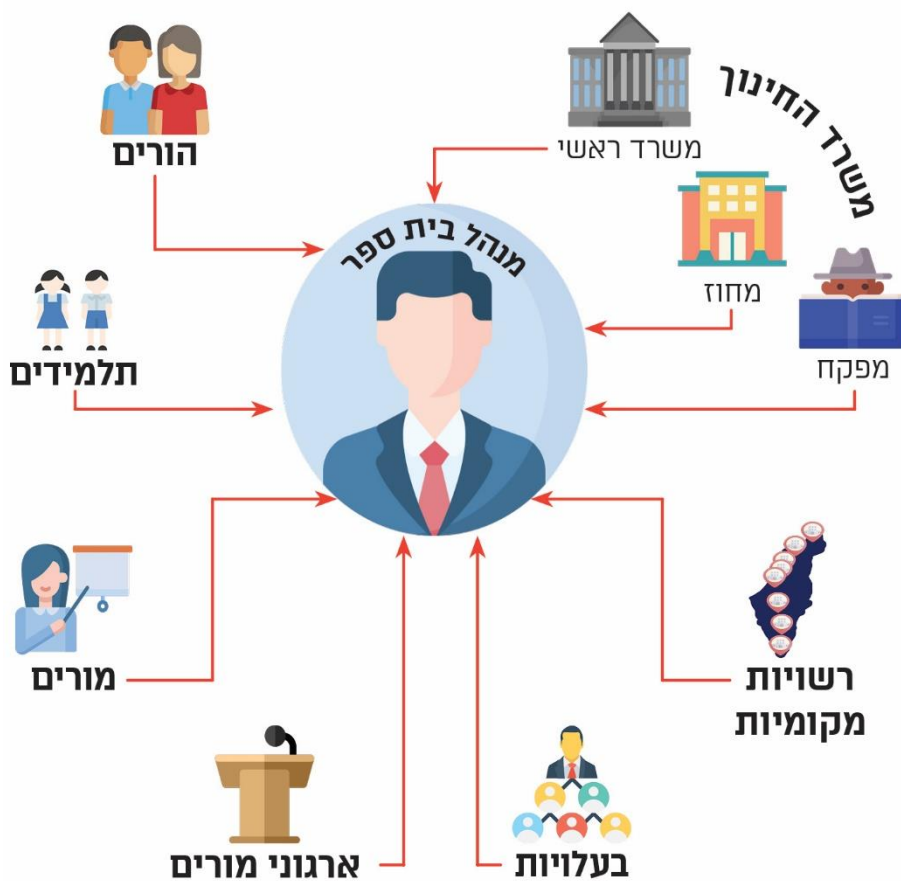 משרד החינוך
משרד ראשי
הורים
מחוז
מנהל בית ספר
מפקח
תלמידים
רשויות
מקומיות
מורים
בעלויות
ארגוני מורים